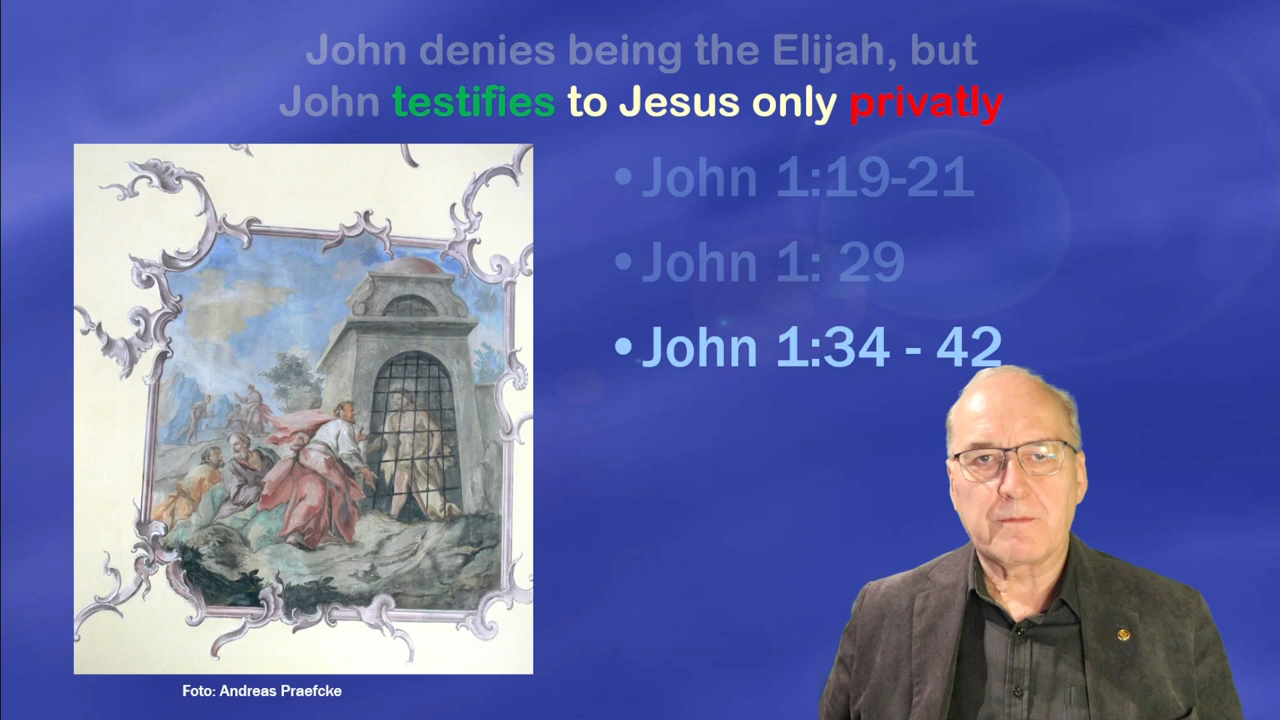 John denies being the Elijah, but
John testifies to Jesus only privatly
• John 1:19-21
• John 1: 29
• John 1:34 - 42
Foto: Andreas Praefcke